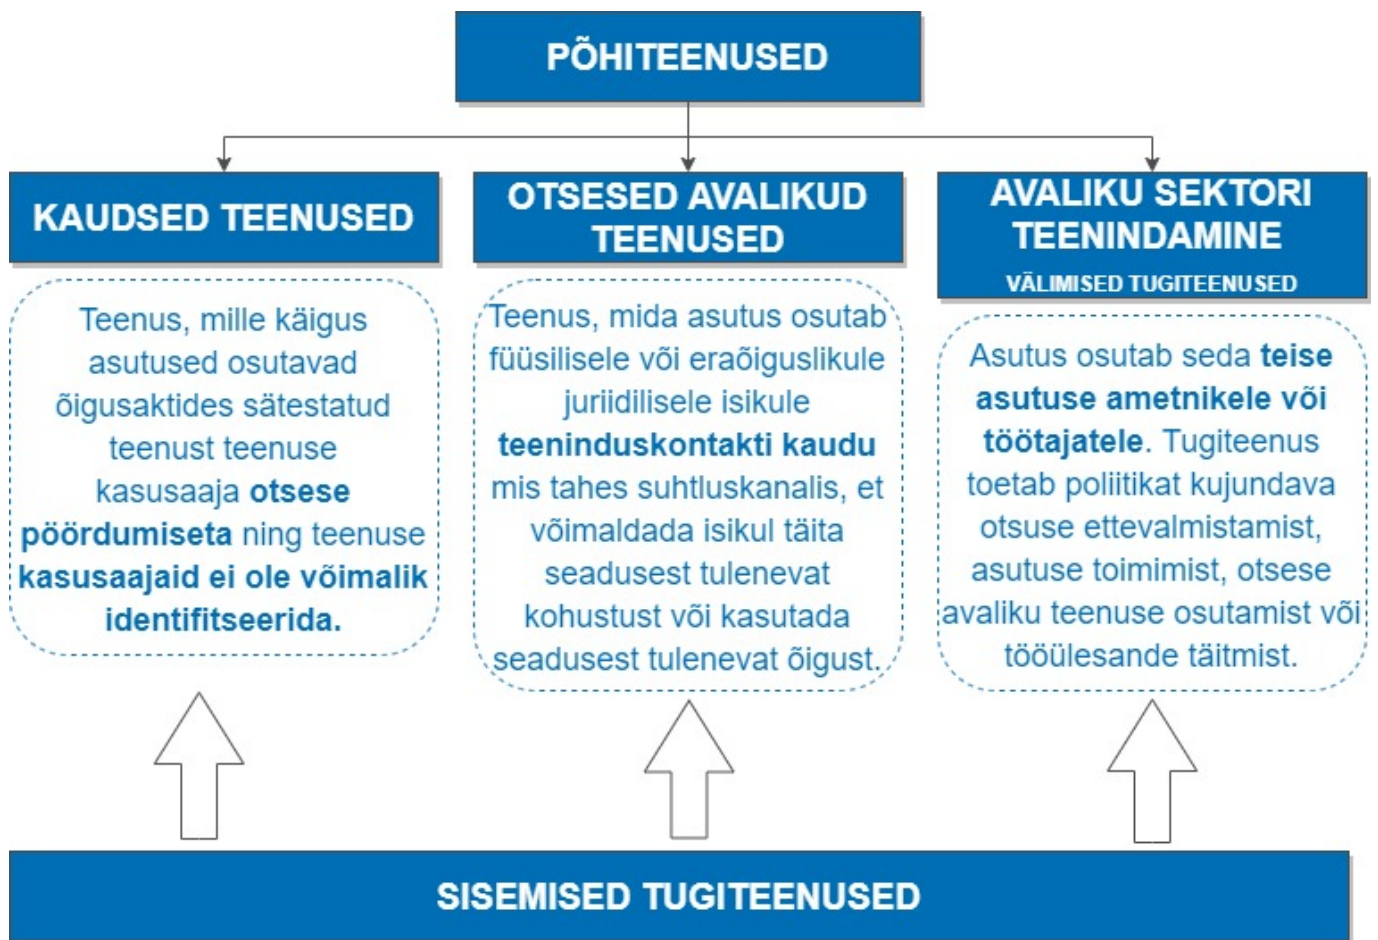 PÕHITEENUSED
KAUDSED TEENUSED
Teenus, mille käigus
asutused osutavad
õigusaktides sätestatud
teenust teenuse
kasusaaja otsese
pöördumiseta ning teenuse
kasusaajaid ei ole võimalik
identifitseerida.
OTSESED AVALIKUD
TEENUSED
Teenus, mida asutus osutab
füüsilisele või eraõiguslikule
juriidilisele isikule
teeninduskontakti kaudu
mis tahes suhtluskanalis, et
võimaldada isikul täita
seadusest tulenevat
kohustust või kasutada
seadusest tulenevat õigust.
AVALIKU SEKTORI
TEENINDAMINE
VÄLIMISED TUGITEENUSED
Asutus osutab seda teise
asutuse ametnikele või
töötajatele. Tugiteenus
toetab poliitikat kujundava
otsuse ettevalmistamist,
asutuse toimimist, otsese
avaliku teenuse osutamist või
tööülesande täitmist.
SISEMISED TUGITEENUSED